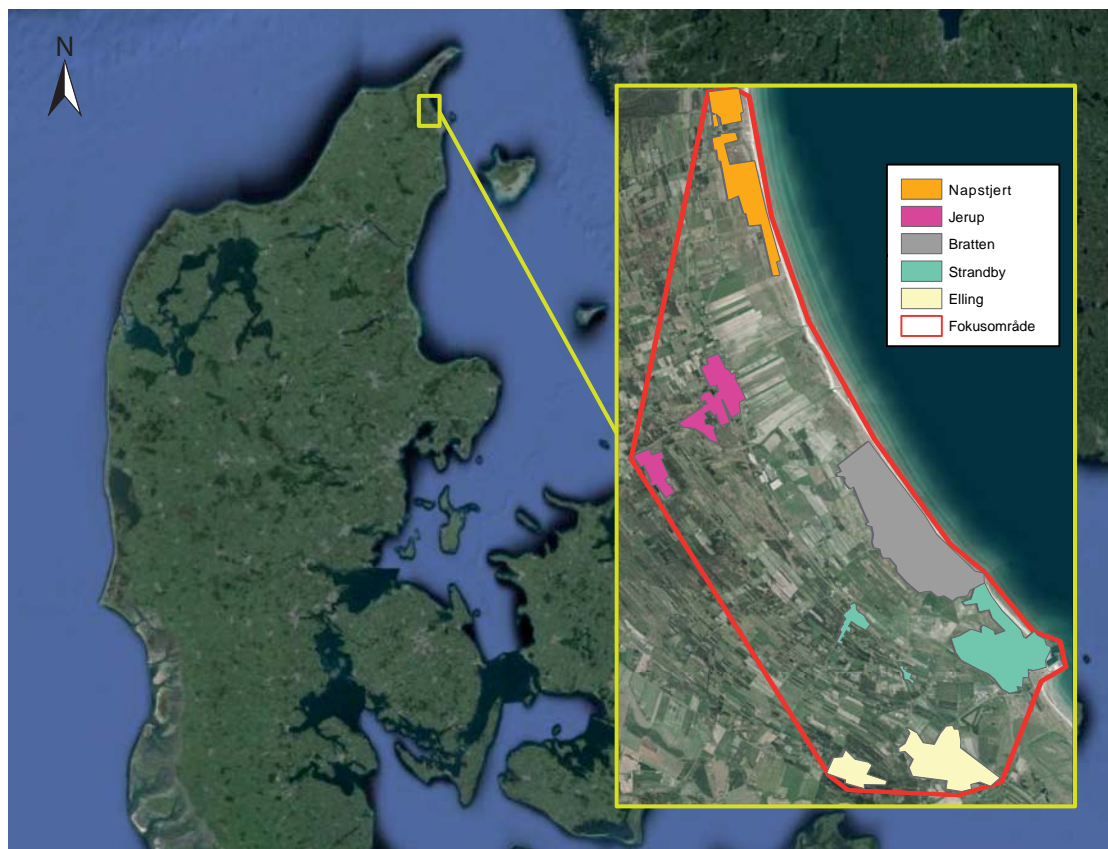 N
Napstjert
Jerup
Bratten
Strandby
Elling
Fokusområde